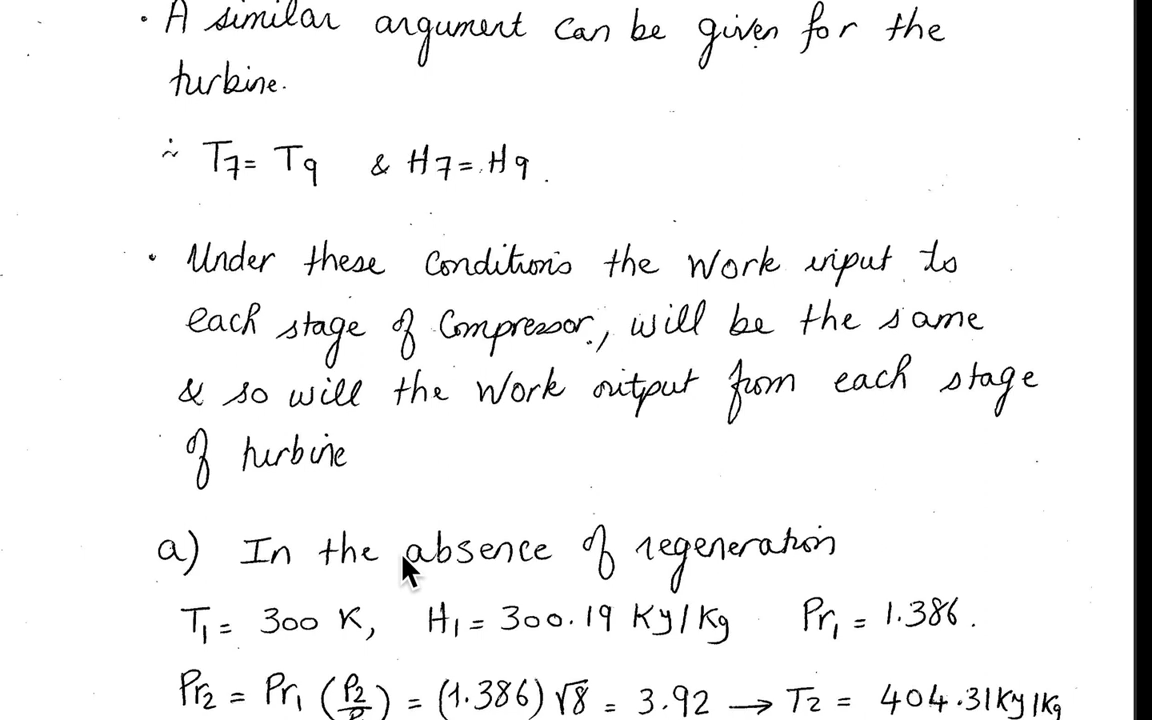 · A similar argument can be given for the
turbine.
∴ T7 = T9 & H7 = H9.
· Under these conditions the work input to
each stage of compressor, will be the same
& so will the work output from each stage
of turbine
a) In the absence of regeneration
T1 = 300 K, H1 = 300.19 Ky/Kg Pr1 = 1.386.
Pr2 = Pr1 (P2/P) = (1.386) √8 = 3.92 → T2 = 404.31 Ky/Kg